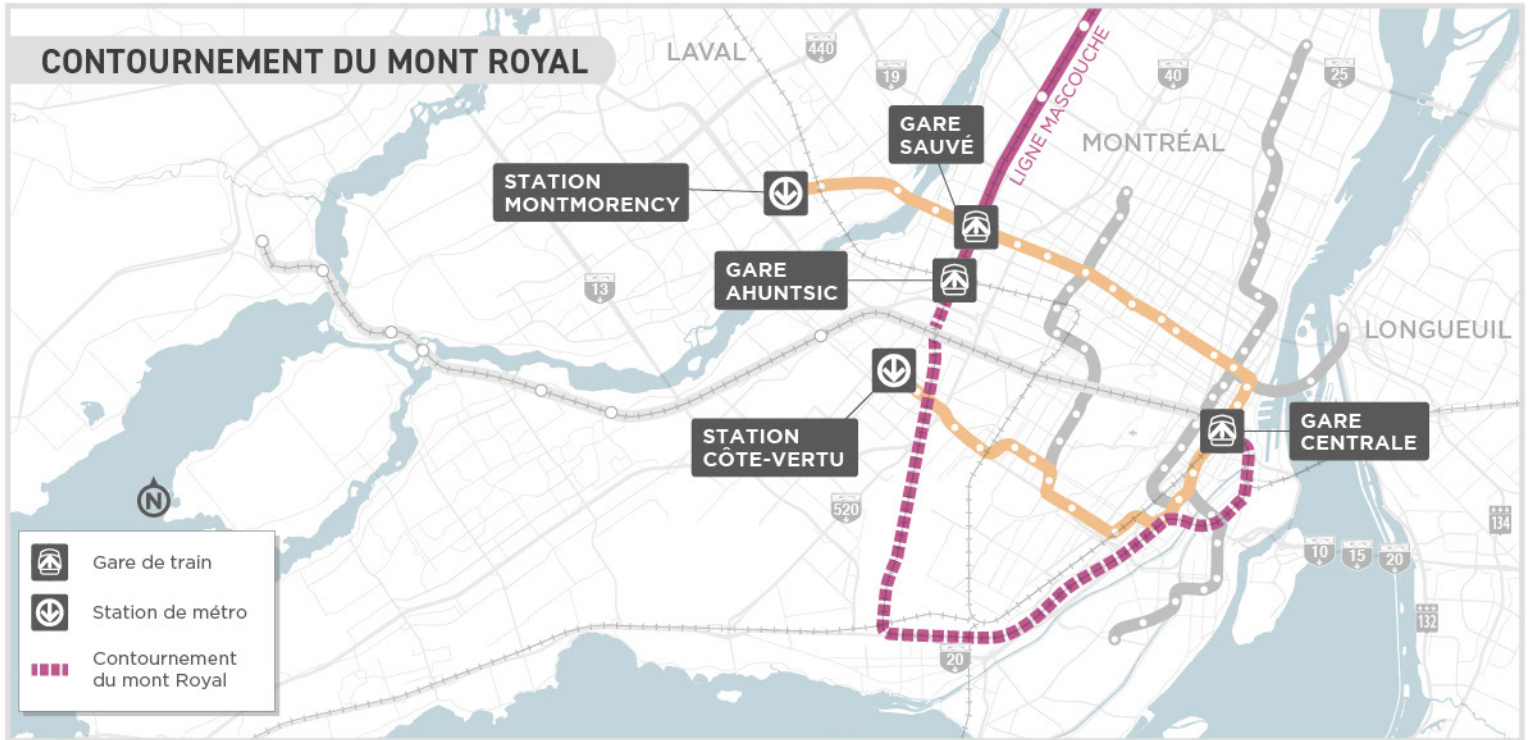 CONTOURNEMENT DU MONT ROYAL
LAVAL
440
19
40
25
LIGNE MASCOUCHE
GARE
SAUVÉ
MONTRÉAL
STATION
MONTMORENCY
GARE
AHUNTSIC
13
LONGUEUIL
STATION
CÔTE-VERTU
GARE
CENTRALE
N
520
134
10
15
20
132
20
Gare de train
Station de métro
Contournement
du mont Royal